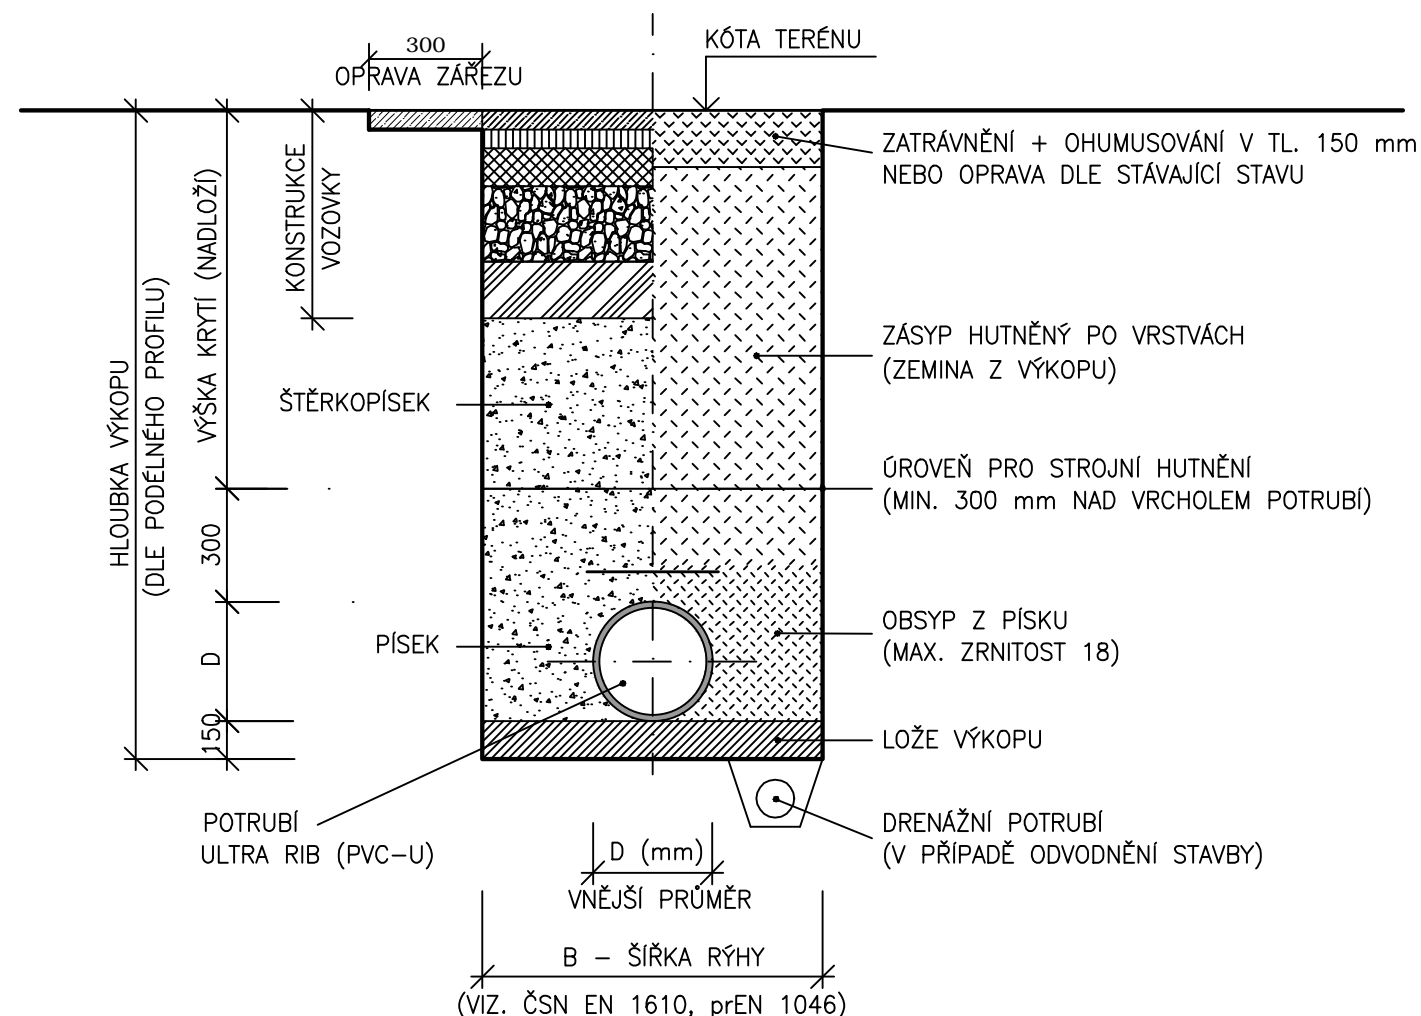 300
OPRAVA ZÁŘEZU
KÓTA TERÉNU
ZATRÁVNĚNÍ + OHUMUSOVÁNÍ V TL. 150 mm
NEBO OPRAVA DLE STÁVAJÍCÍ STAVU
KONSTRUKCE
VOZOVKY
VÝŠKA KRYTÍ (NADLOŽÍ)
HLOUBKA VÝKOPU
(DLE PODÉLNÉHO PROFILU)
ZÁSYP HUTNĚNÝ PO VRSTVÁCH
(ZEMINA Z VÝKOPU)
ŠTĚRKOPÍSEK
ÚROVEŇ PRO STROJNÍ HUTNĚNÍ
(MIN. 300 mm NAD VRCHOLEM POTRUBÍ)
300
OBSYP Z PÍSKU
(MAX. ZRNITOST 18)
PÍSEK
D
150
LOŽE VÝKOPU
POTRUBÍ
ULTRA RIB (PVC-U)
DRENÁŽNÍ POTRUBÍ
(V PŘÍPADĚ ODVODNĚNÍ STAVBY)
D (mm)
VNĚJŠÍ PRŮMĚR
B - ŠÍŘKA RÝHY
(VIZ. ČSN EN 1610, prEN 1046)